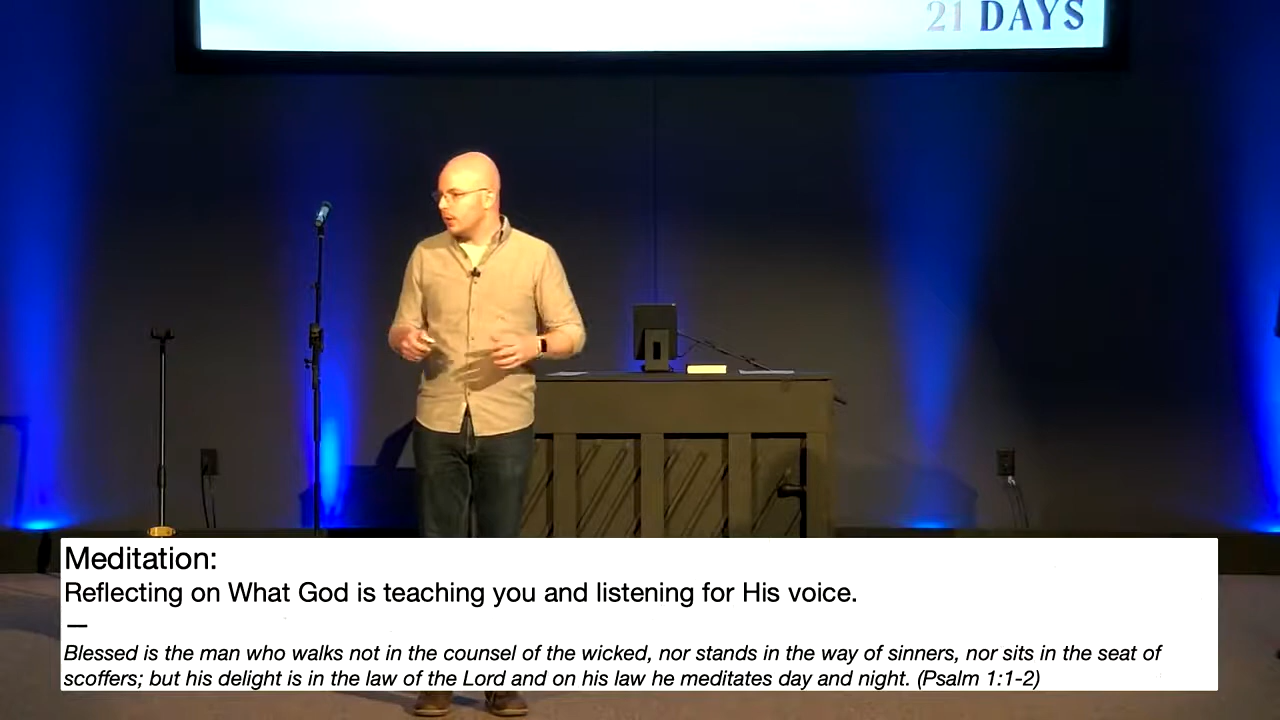 21 DAYS
Meditation:
Reflecting on What God is teaching you and listening for His voice.
—
Blessed is the man who walks not in the counsel of the wicked, nor stands in the way of sinners, nor sits in the seat of
scoffers; but his delight is in the law of the Lord and on his law he meditates day and night. (Psalm 1:1-2)